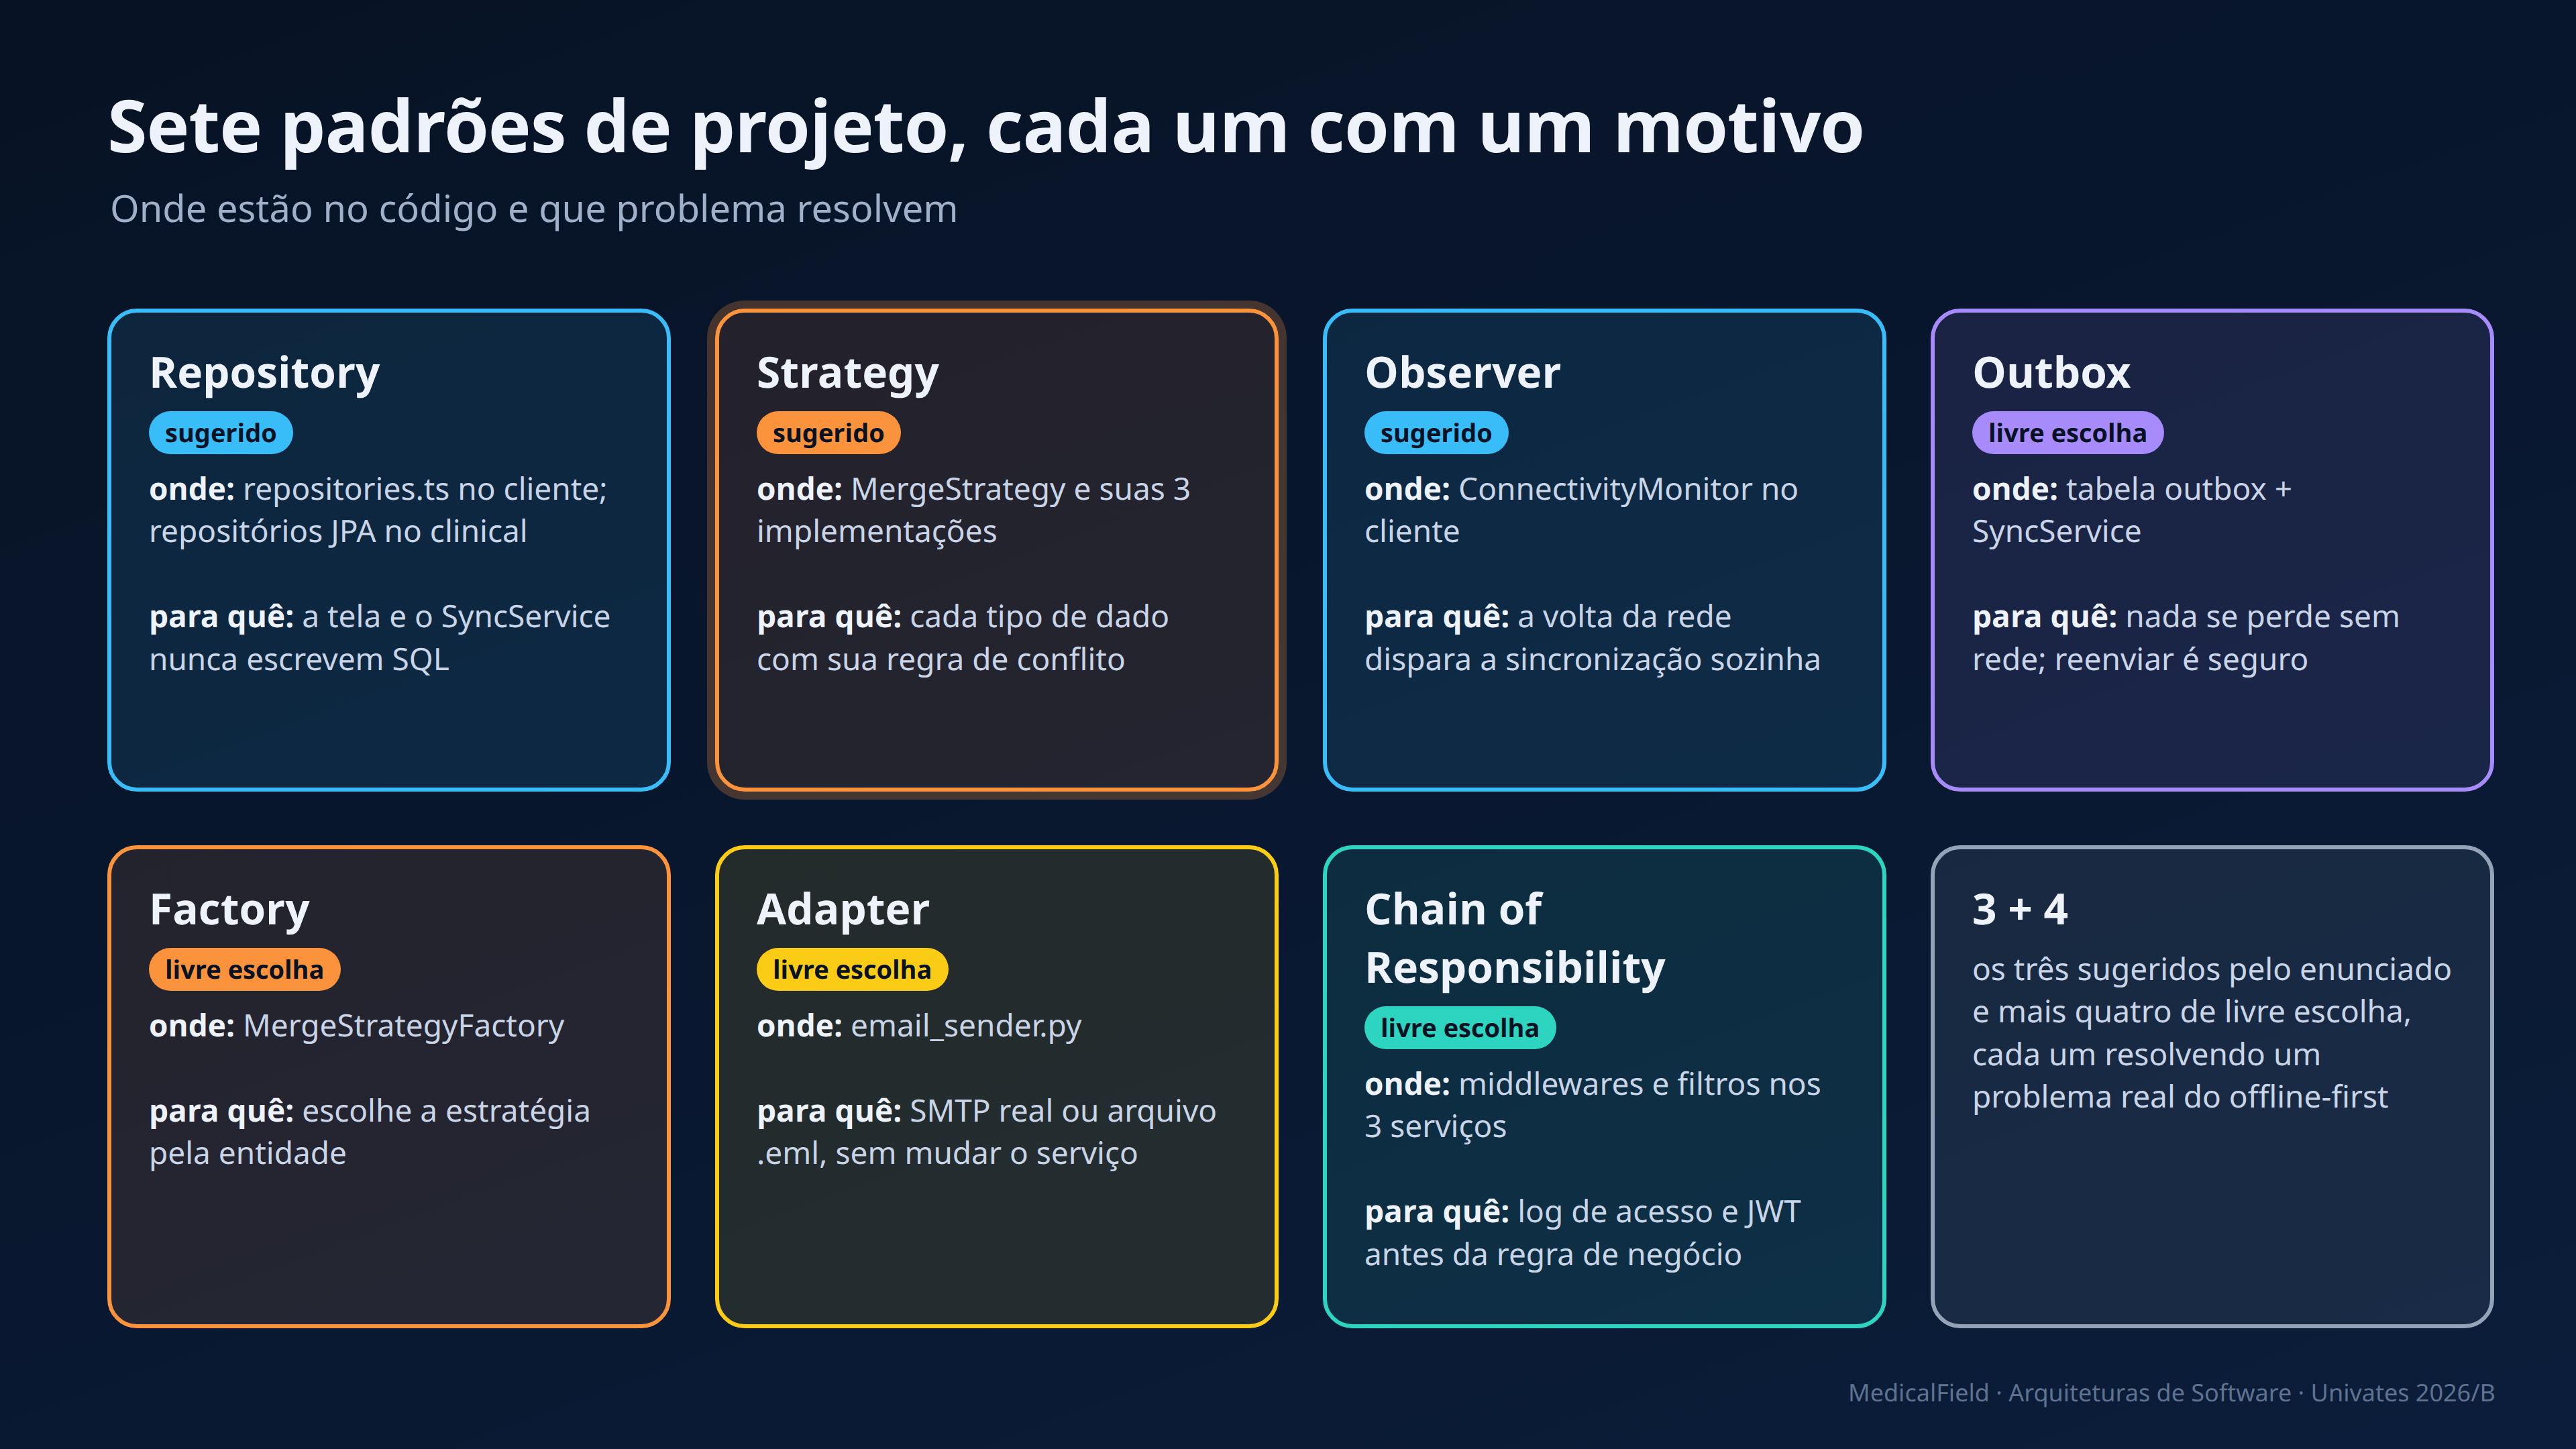 Sete padrões de projeto, cada um com um motivo
Onde estão no código e que problema resolvem
Repository
sugerido
onde: repositories.ts no cliente;
repositórios JPA no clinical
para quê: a tela e o SyncService
nunca escrevem SQL
Strategy
sugerido
onde: MergeStrategy e suas 3
implementações
para quê: cada tipo de dado
com sua regra de conflito
Observer
sugerido
onde: ConnectivityMonitor no
cliente
para quê: a volta da rede
dispara a sincronização sozinha
Outbox
livre escolha
onde: tabela outbox +
SyncService
para quê: nada se perde sem
rede; reenviar é seguro
Factory
livre escolha
onde: MergeStrategyFactory
para quê: escolhe a estratégia
pela entidade
Adapter
livre escolha
onde: email_sender.py
para quê: SMTP real ou arquivo
.eml, sem mudar o serviço
Chain of
Responsibility
livre escolha
onde: middlewares e filtros nos
3 serviços
para quê: log de acesso e JWT
antes da regra de negócio
3 + 4
os três sugeridos pelo enunciado
e mais quatro de livre escolha,
cada um resolvendo um
problema real do offline-first
MedicalField · Arquiteturas de Software · Univates 2026/B